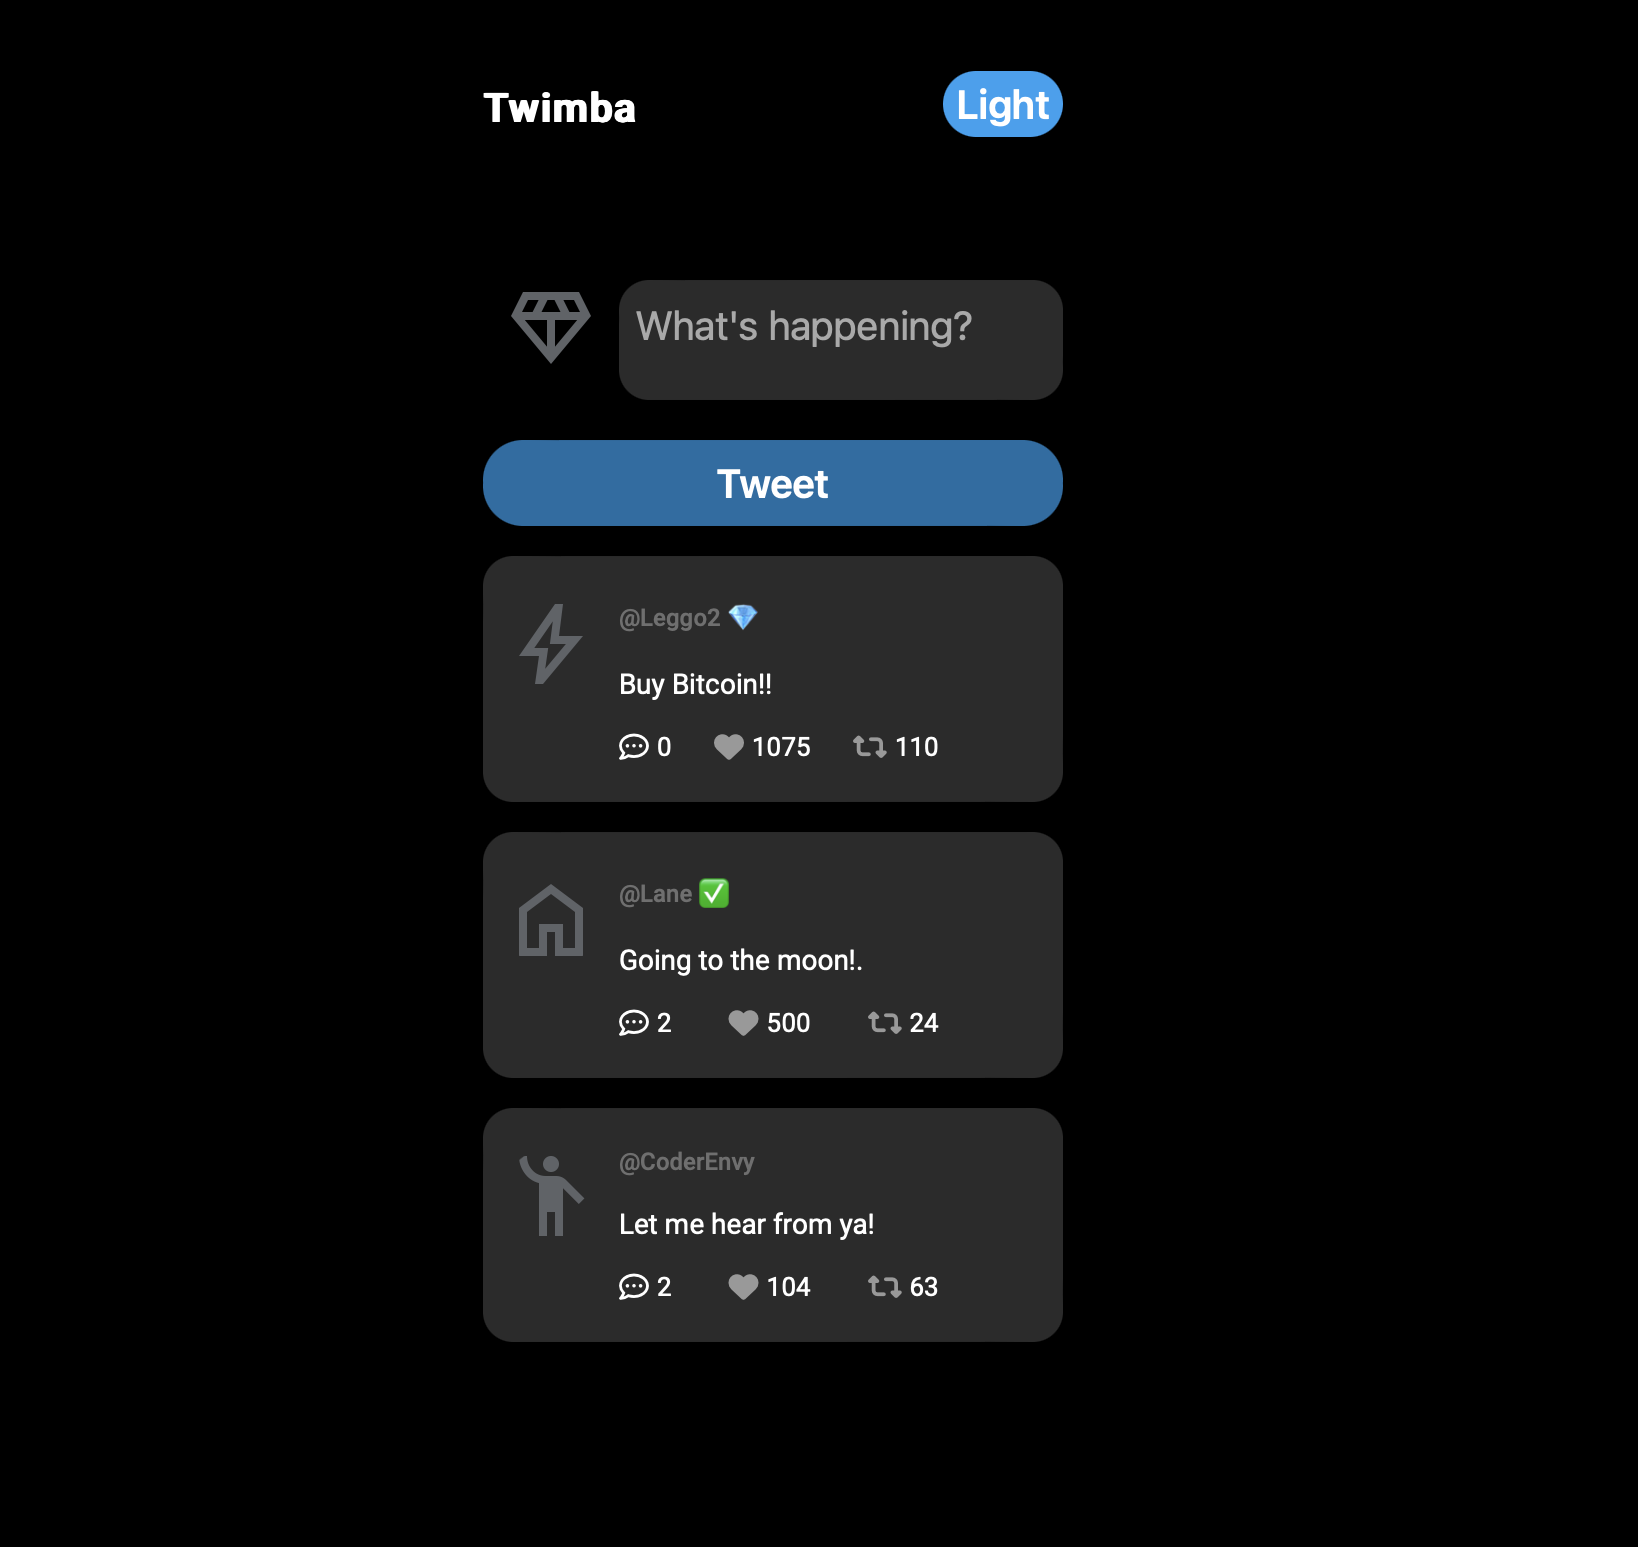 Twimba
Light
What's happening?
Tweet
@Leggo2 💎
Buy Bitcoin!!
0 1075 110
@Lane ✅
Going to the moon!.
2 500 24
@CoderEnvy
Let me hear from ya!
2 104 63